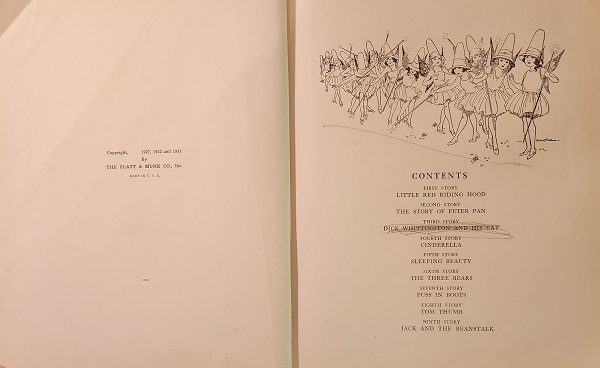 Copyright, 1927, 1932 and 1933
By
THE PLATT & MUNK CO., Inc.
MADE IN U. S. A.
CONTENTS
FIRST STORY
LITTLE RED RIDING HOOD
SECOND STORY
THE STORY OF PETER PAN
THIRD STORY
DICK WHITTINGTON AND HIS CAT
FOURTH STORY
CINDERELLA
FIFTH STORY
SLEEPING BEAUTY
SIXTH STORY
THE THREE BEARS
SEVENTH STORY
PUSS IN BOOTS
EIGHTH STORY
TOM THUMB
NINTH STORY
JACK AND THE BEANSTALK